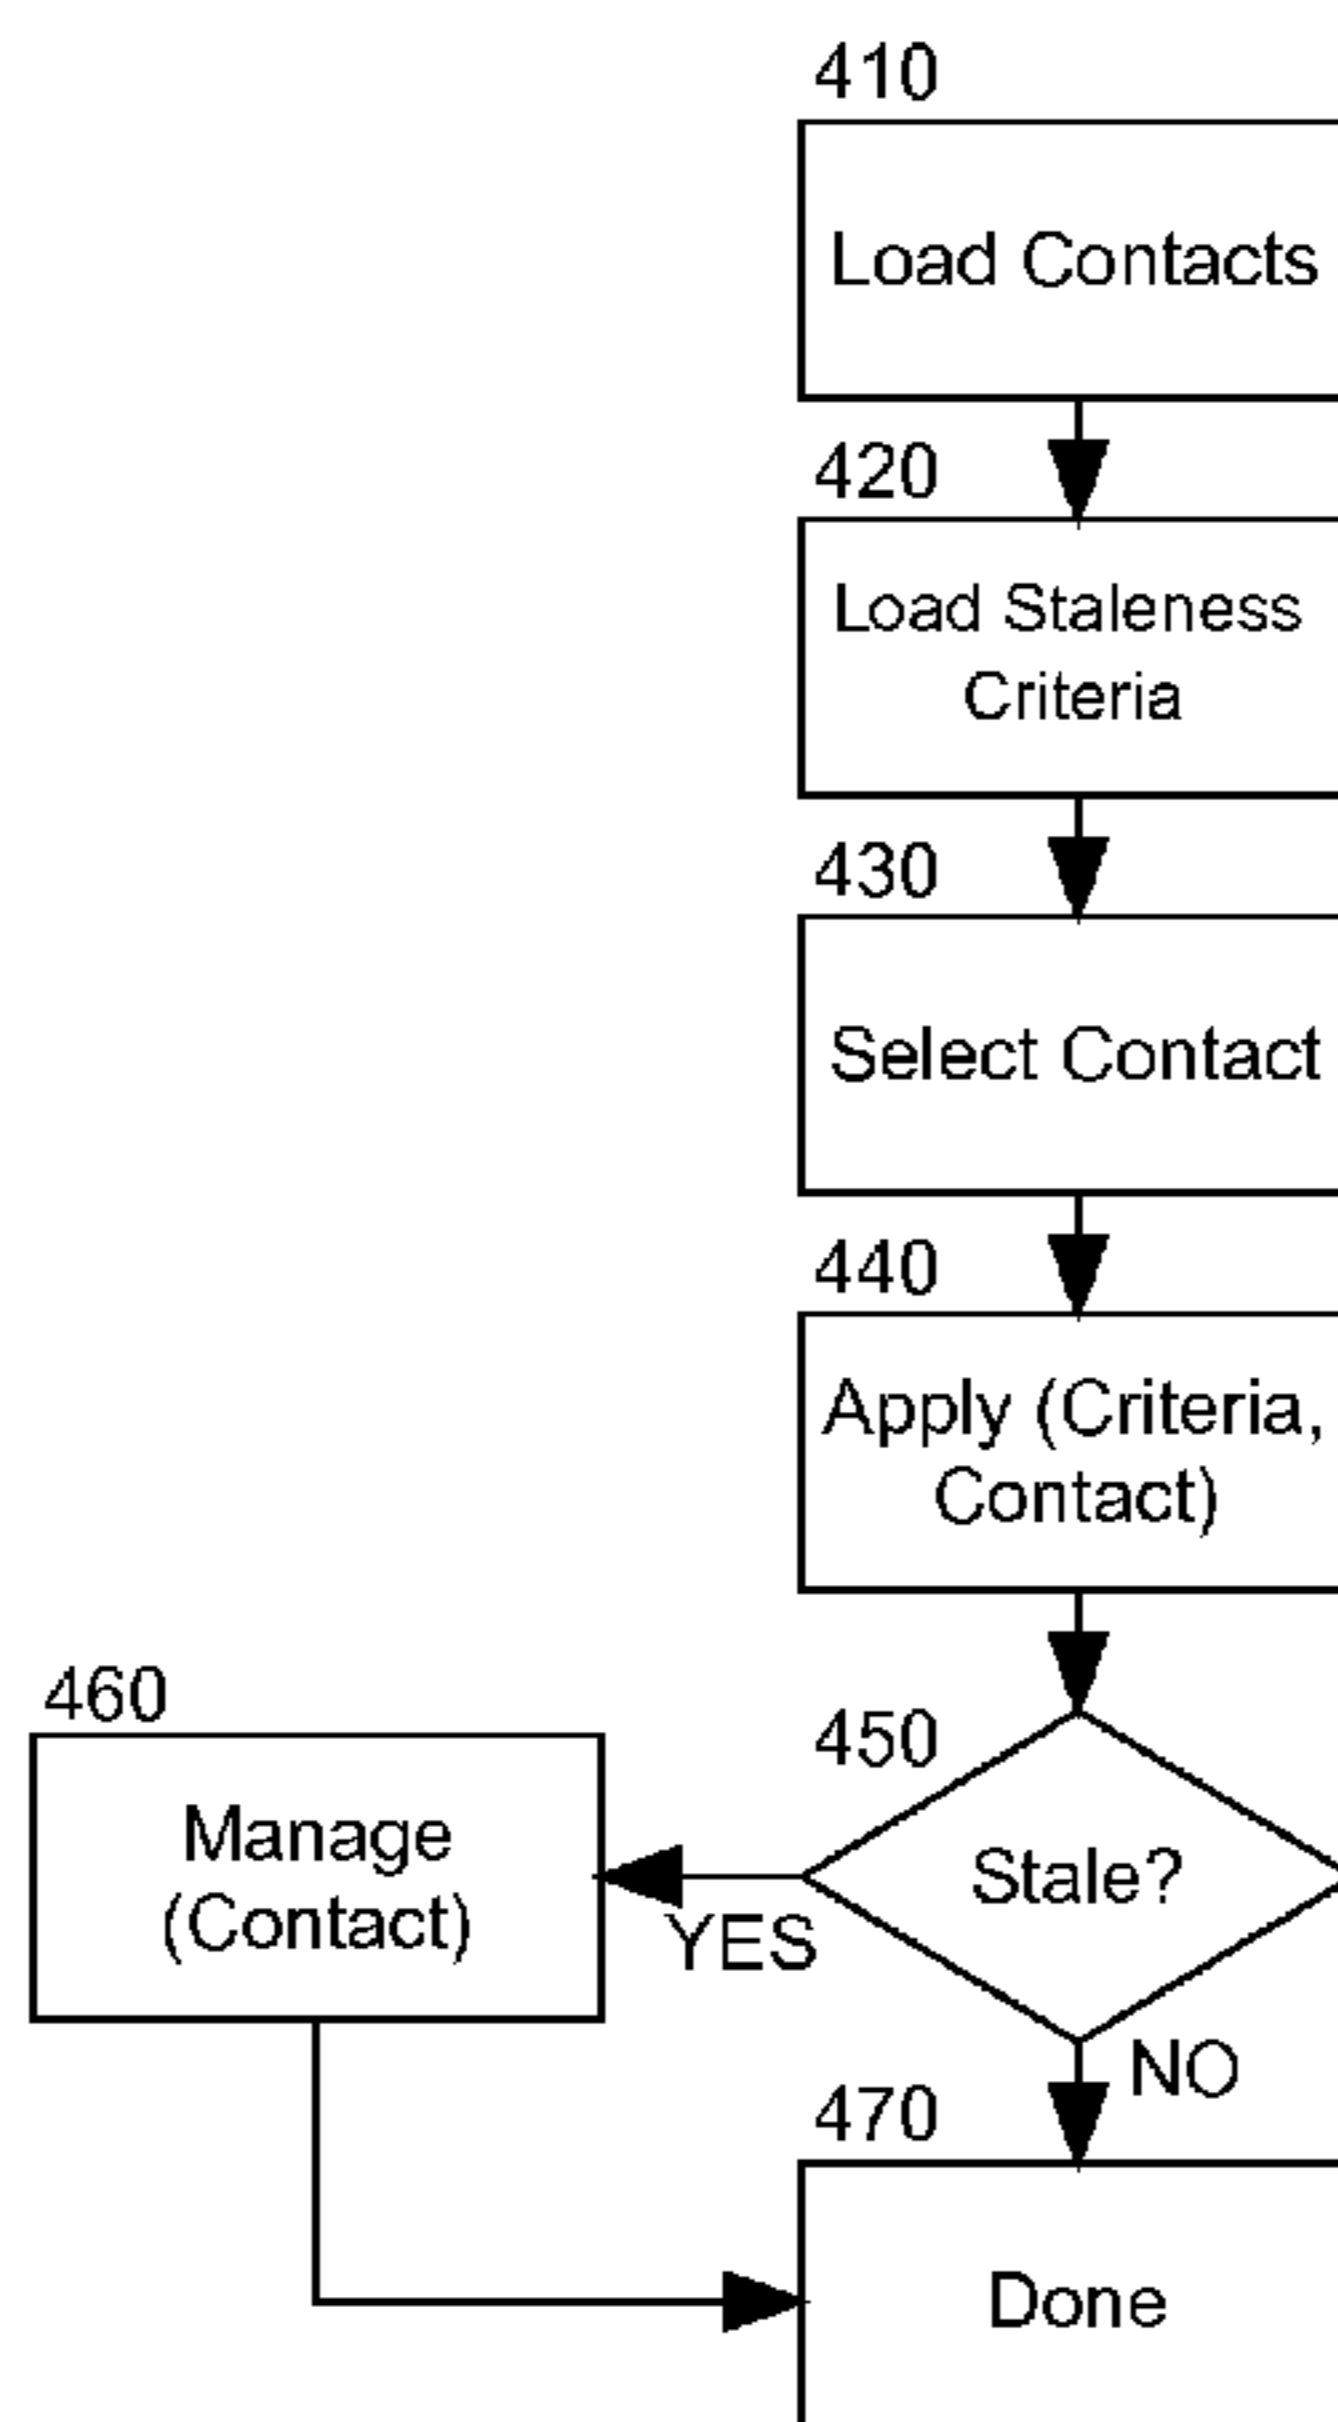 410
Load Contacts
420
Load Staleness
Criteria
430
Select Contact
440
Apply (Criteria,
Contact)
460
Manage
(Contact)
450
Stale?
YES
NO
470
Done